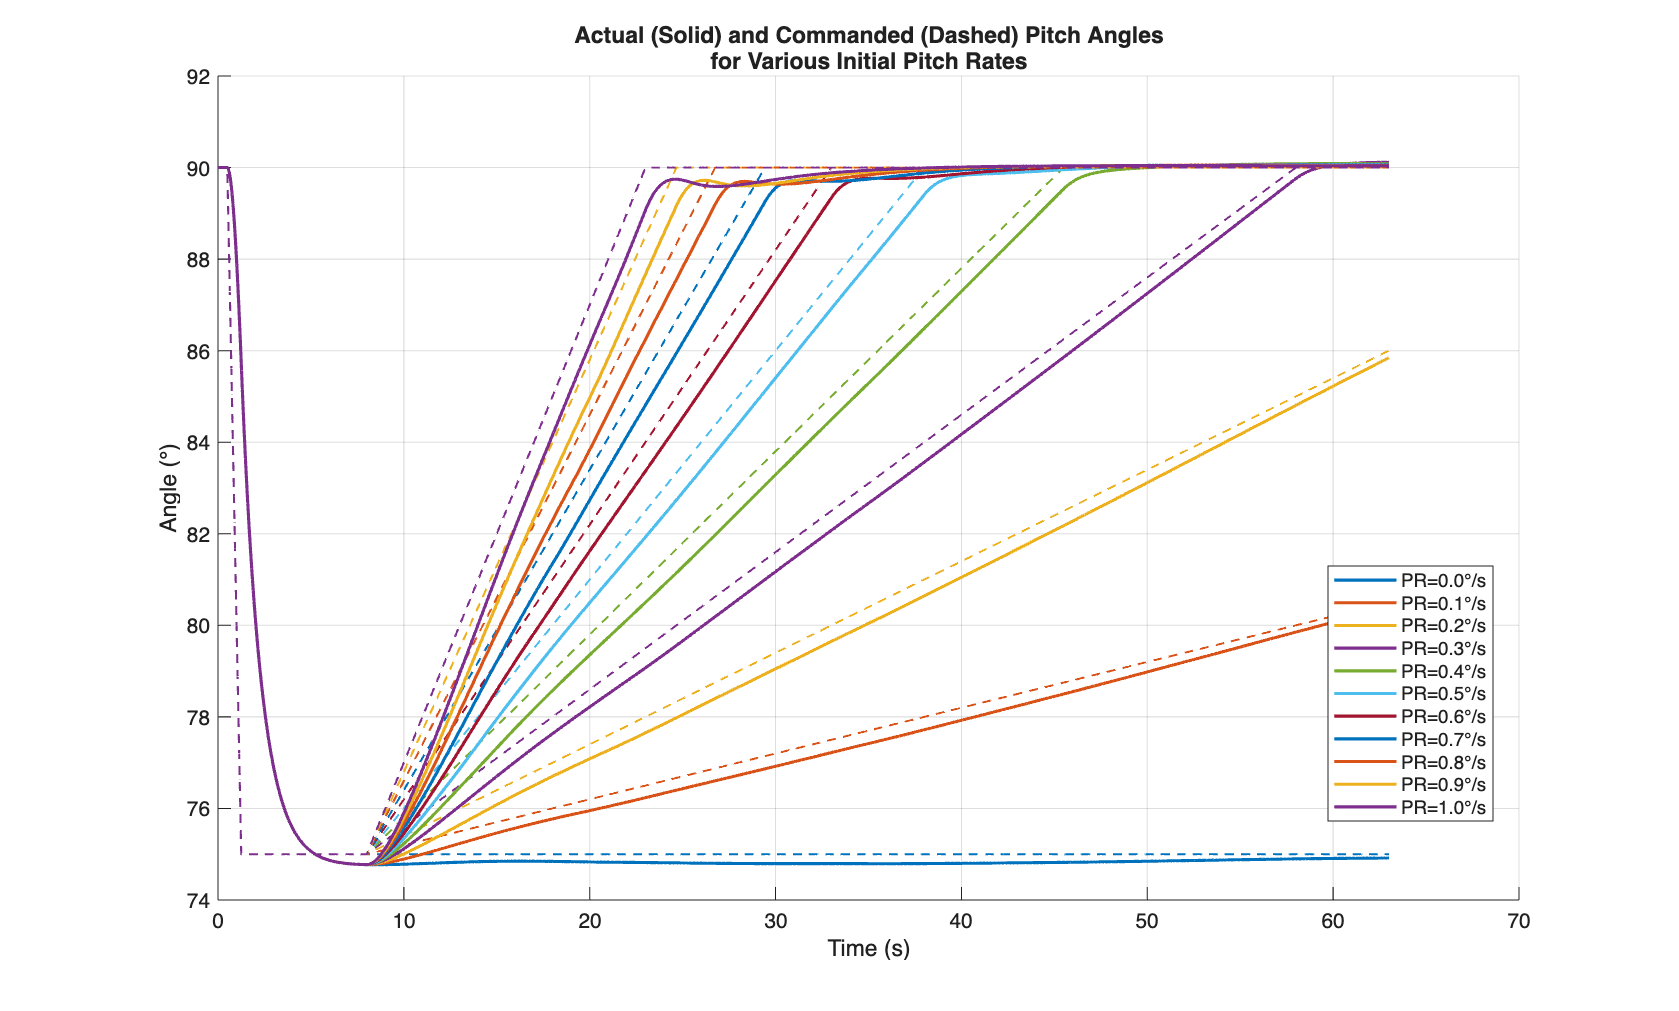 Actual (Solid) and Commanded (Dashed) Pitch Angles
for Various Initial Pitch Rates
92
90
88
86
84
82
80
78
76
74
Angle (°)
0 10 20 30 40 50 60 70
Time (s)
PR=0.0°/s
PR=0.1°/s
PR=0.2°/s
PR=0.3°/s
PR=0.4°/s
PR=0.5°/s
PR=0.6°/s
PR=0.7°/s
PR=0.8°/s
PR=0.9°/s
PR=1.0°/s